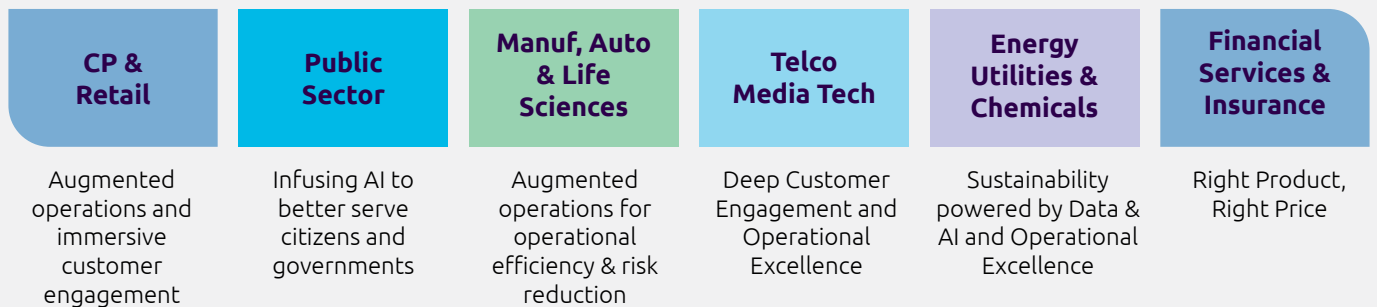 CP &
Retail
Augmented
operations and
immersive
customer
engagement
Public
Sector
Infusing AI to
better serve
citizens and
governments
Manuf, Auto
& Life
Sciences
Augmented
operations for
operational
efficiency & risk
reduction
Telco
Media Tech
Deep Customer
Engagement and
Operational
Excellence
Energy
Utilities &
Chemicals
Sustainability
powered by Data &
AI and Operational
Excellence
Financial
Services &
Insurance
Right Product,
Right Price